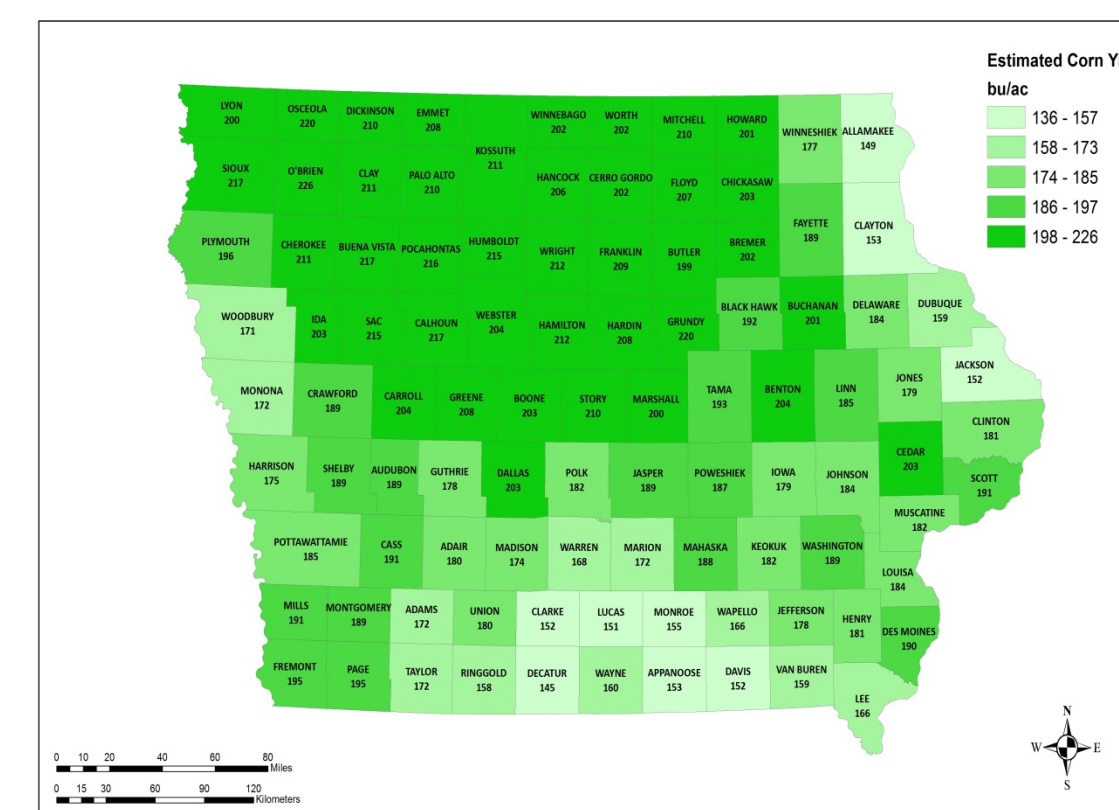 Estimated Corn Y
bu/ac
136 - 157
158 - 173
174 - 185
186 - 197
198 - 226
LYON
200
OSCEOLA
220
DICKINSON
210
EMMET
208
WINNEBAGO
202
WORTH
202
MITCHELL
210
HOWARD
201
WINNESHIEK
177
ALLAMAKEE
149
KOSSUTH
211
SIOUX
217
O'BRIEN
226
CLAY
211
PALO ALTO
210
HANCOCK
206
CERRO GORDO
202
FLOYD
207
CHICKASAW
203
FAYETTE
189
CLAYTON
153
PLYMOUTH
196
CHEROKEE
211
BUENA VISTA
217
POCAHONTAS
216
HUMBOLDT
215
WRIGHT
212
FRANKLIN
209
BUTLER
199
BREMER
202
WOODBURY
171
IDA
203
SAC
215
CALHOUN
217
WEBSTER
204
HAMILTON
212
HARDIN
208
GRUNDY
220
BLACK HAWK
192
BUCHANAN
201
DELAWARE
184
DUBUQUE
159
MONONA
172
CRAWFORD
189
CARROLL
204
GREENE
208
BOONE
203
STORY
210
MARSHALL
200
TAMA
193
BENTON
204
LINN
185
JONES
179
JACKSON
152
CLINTON
181
HARRISON
175
SHELBY
189
AUDUBON
189
GUTHRIE
178
DALLAS
203
POLK
182
JASPER
189
POWESHIEK
187
IOWA
179
JOHNSON
184
CEDAR
203
SCOTT
191
MUSCATINE
182
POTTAWATTAMIE
185
CASS
191
ADAIR
180
MADISON
174
WARREN
168
MARION
172
MAHASKA
188
KEOKUK
182
WASHINGTON
189
LOUISA
184
MILLS
191
MONTGOMERY
189
ADAMS
172
UNION
180
CLARKE
152
LUCAS
151
MONROE
155
WAPELLO
166
JEFFERSON
178
HENRY
181
DES MOINES
190
FREMONT
195
PAGE
195
TAYLOR
172
RINGGOLD
158
DECATUR
145
WAYNE
160
APPANOOSE
153
DAVIS
152
VAN BUREN
159
LEE
166
N
W E
S
0 10 20 40 60 80
Miles
0 15 30 60 90 120
Kilometers